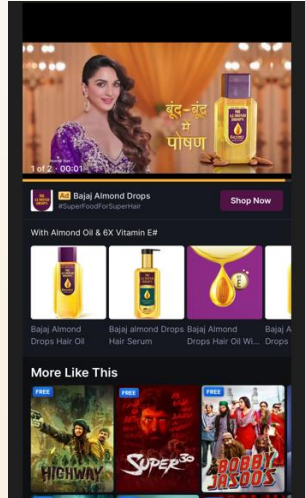 बूंद-बूंद
में
पोषण
1 of 2 · 00:01
Ad Bajaj Almond Drops
#SuperFoodForSuperHair
Shop Now
With Almond Oil & 6X Vitamin E#
Bajaj Almond
Drops Hair Oil
Bajaj almond Drops
Hair Serum
Bajaj Almond
Drops Hair Oil Wi...
Bajaj A
Drops
More Like This
FREE
HIGHWAY
SUPER 30
FREE
BOBBY
JASOOS